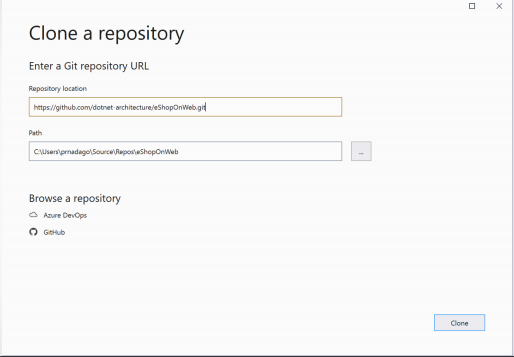 Clone a repository
Enter a Git repository URL
Repository location
https://github.com/dotnet-architecture/eShopOnWeb.git
Path
C:\Users\prnadago\Source\Repos\eShopOnWeb
...
Browse a repository
Azure DevOps
GitHub
Clone